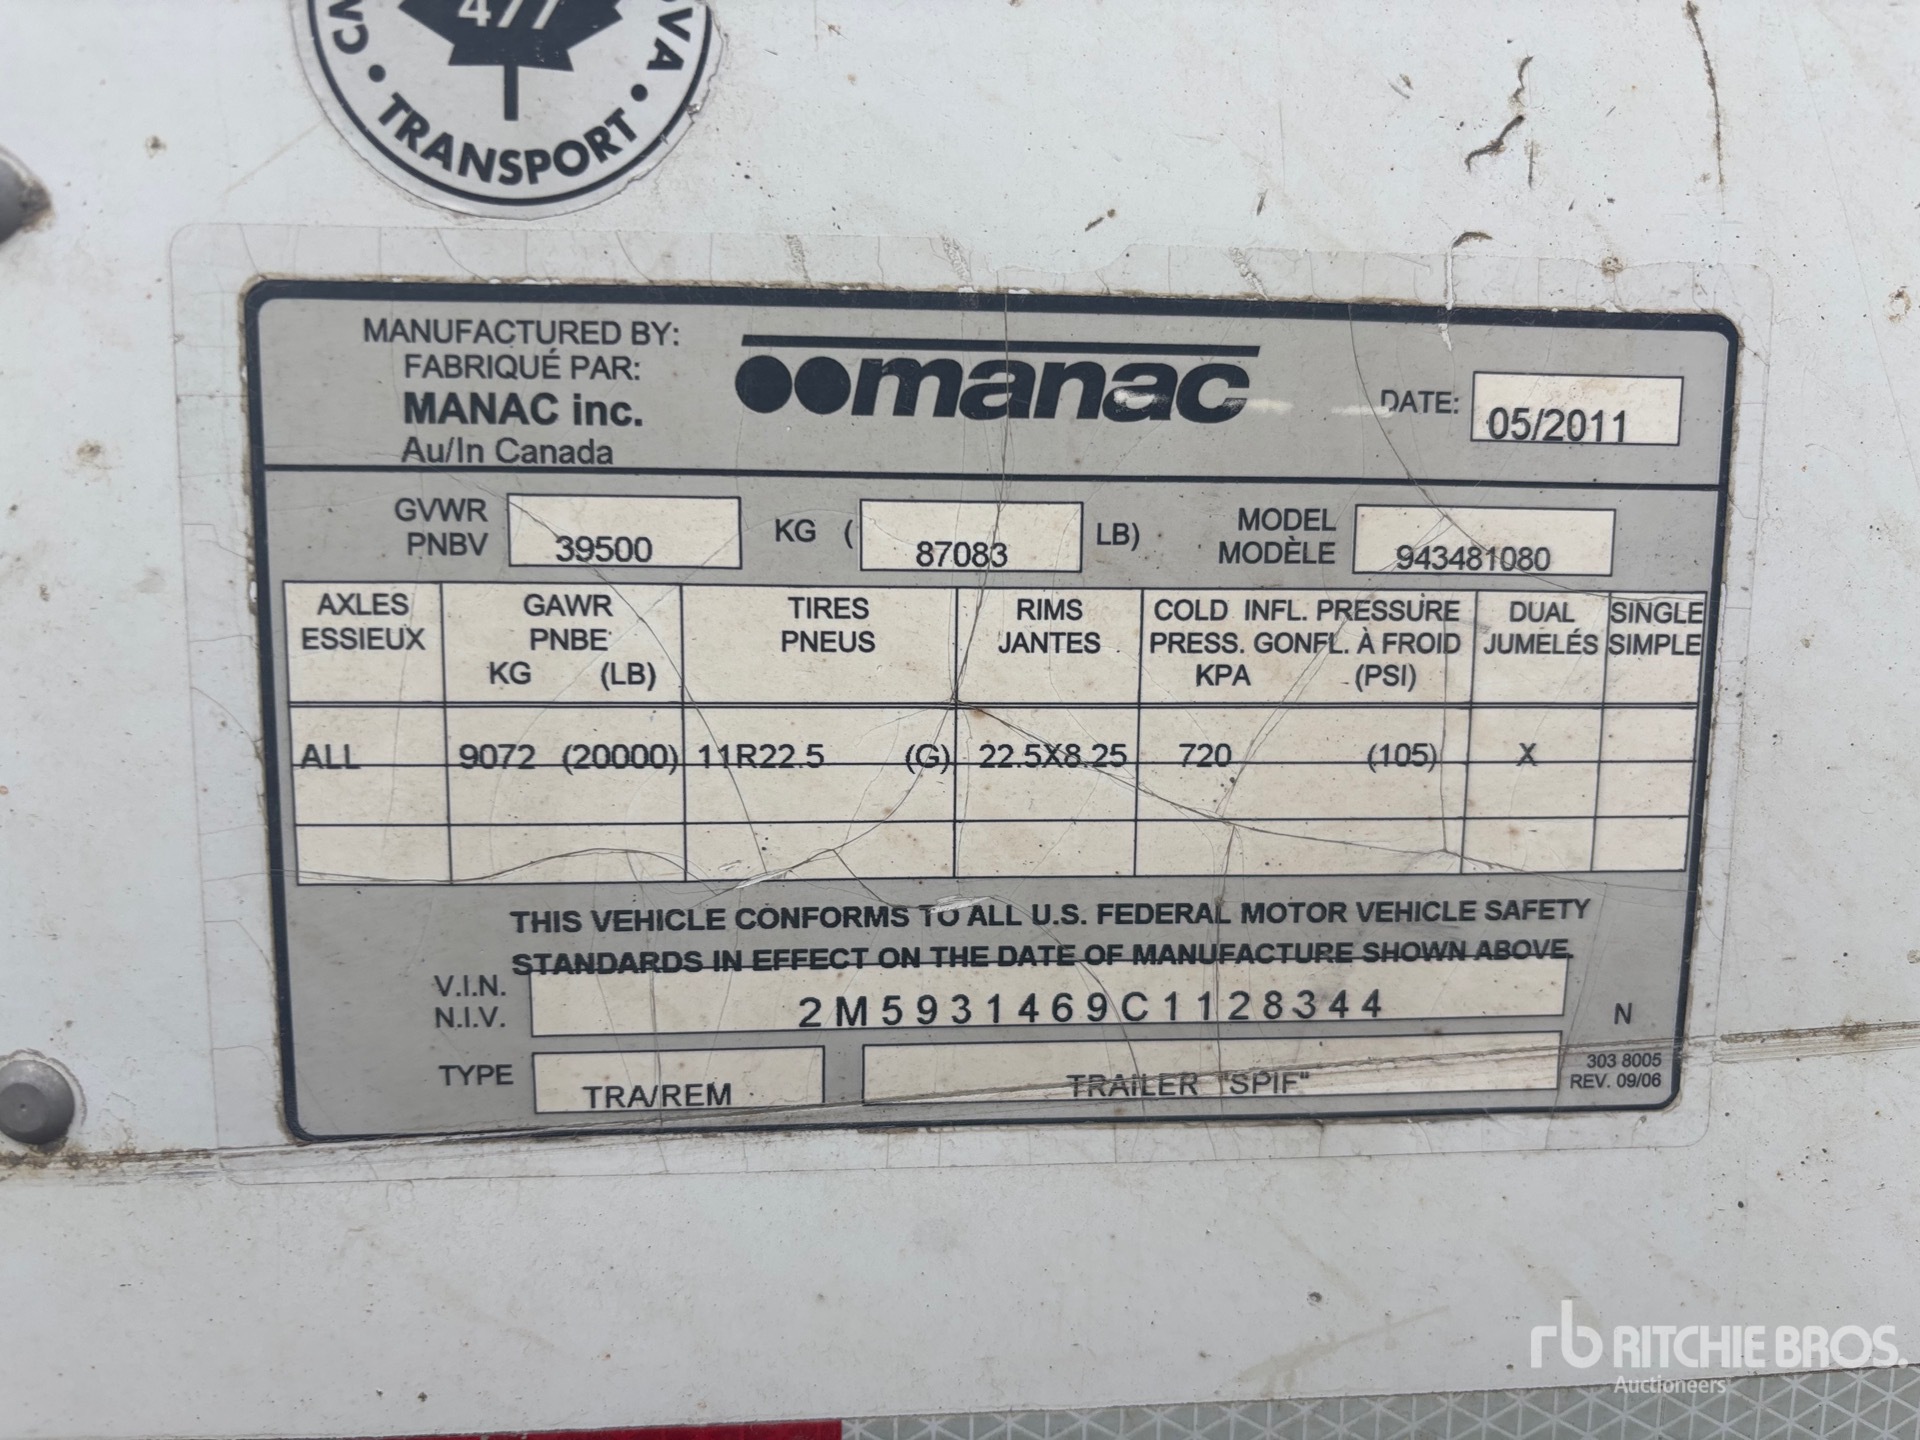 477
TRANSPORT
MANUFACTURED BY:
FABRIQUÉ PAR:
MANAC inc.
Au/In Canada
manac
DATE: 05/2011
GVWR
PNBV
39500 KG ( 87083 LB)
MODEL
MODÈLE
943481080
AXLES
ESSIEUX
GAWR
PNBE
KG (LB)
TIRES
PNEUS
RIMS
JANTES
COLD INFL. PRESSURE
PRESS. GONFL. À FROID
KPA (PSI)
DUAL
JUMELÉS
SINGLE
SIMPLE
ALL 9072 (20000) 11R22.5 (G) 22.5X8.25 720 (105) X
THIS VEHICLE CONFORMS TO ALL U.S. FEDERAL MOTOR VEHICLE SAFETY
STANDARDS IN EFFECT ON THE DATE OF MANUFACTURE SHOWN ABOVE.
V.I.N.
N.I.V.
2M5931469C1128344
N
TYPE TRA/REM TRAILER "SPIF"
303 8005
REV. 09/06
rb RITCHIE BROS.
Auctioneers